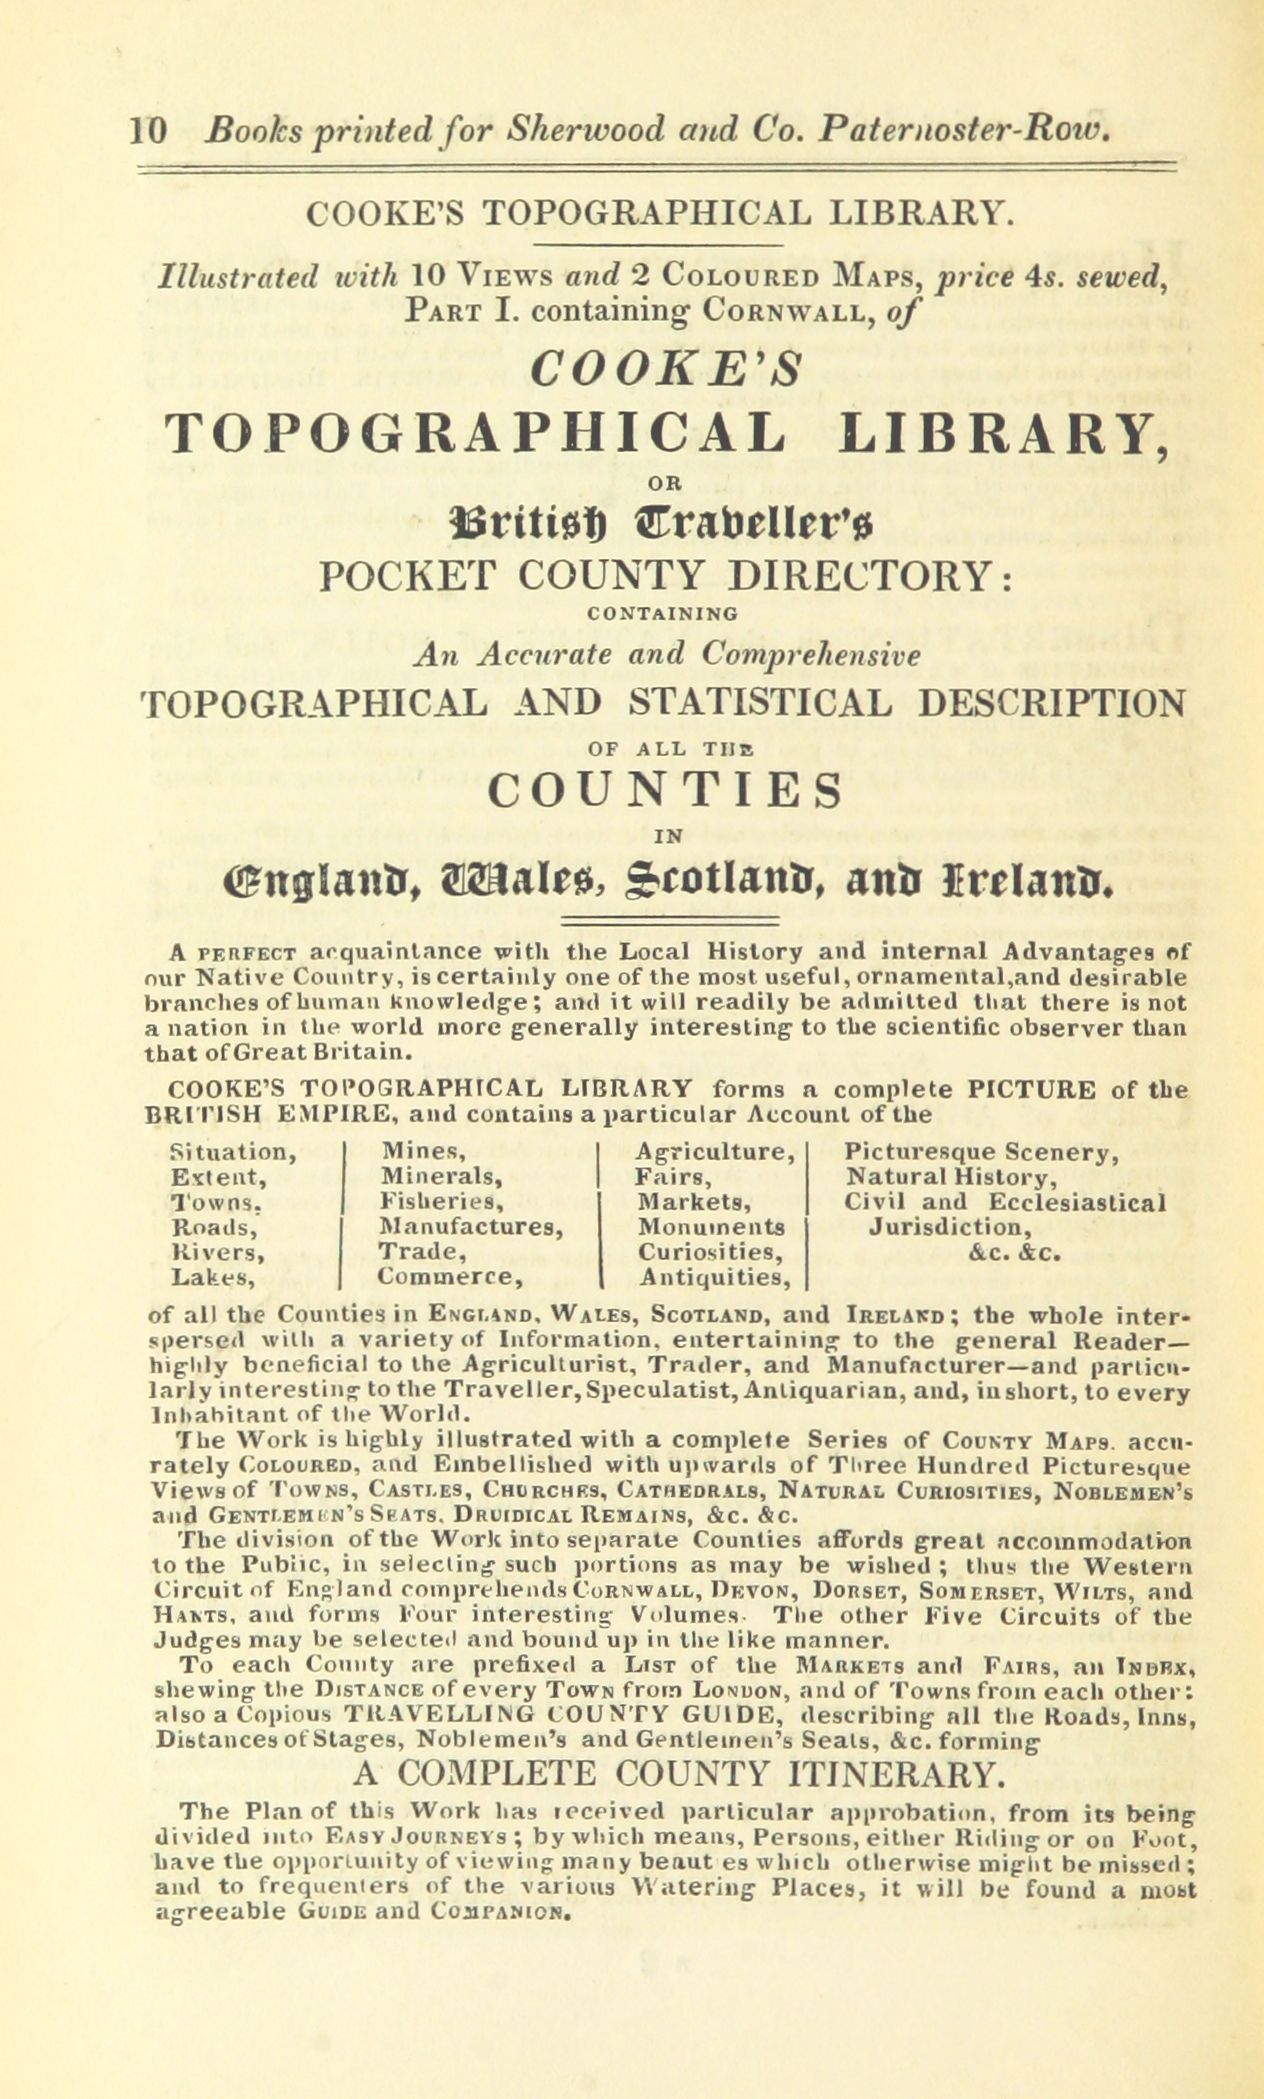 10 Books printed for Sherwood and Co. Paternoster-Row.
COOKE'S TOPOGRAPHICAL LIBRARY.
Illustrated with 10 VIEWS and 2 COLOURED MAPS, price 4s. sewed,
PART I. containing CORNWALL, of
COOKE'S
TOPOGRAPHICAL LIBRARY,
OR
British Traveller's
POCKET COUNTY DIRECTORY:
CONTAINING
An Accurate and Comprehensive
TOPOGRAPHICAL AND STATISTICAL DESCRIPTION
OF ALL THE
COUNTIES
IN
England, Wales, Scotland, and Ireland.
A PERFECT acquaintance with the Local History and internal Advantages of
our Native Country, is certainly one of the most useful, ornamental, and desirable
branches of human knowledge; and it will readily be admitted that there is not
a nation in the world more generally interesting to the scientific observer than
that of Great Britain.
COOKE'S TOPOGRAPHICAL LIBRARY forms a complete PICTURE of the
BRITISH EMPIRE, and contains a particular Account of the
Situation,
Extent,
Towns,
Roads,
Rivers,
Lakes,
Mines,
Minerals,
Fisheries,
Manufactures,
Trade,
Commerce,
Agriculture,
Fairs,
Markets,
Monuments
Curiosities,
Antiquities,
Picturesque Scenery,
Natural History,
Civil and Ecclesiastical
Jurisdiction,
&c. &c.
of all the Counties in ENGLAND, WALES, SCOTLAND, and IRELAND; the whole inter-
spersed with a variety of Information, entertaining to the general Reader—
highly beneficial to the Agriculturist, Trader, and Manufacturer—and particu-
larly interesting to the Traveller, Speculatist, Antiquarian, and, in short, to every
Inhabitant of the World.
The Work is highly illustrated with a complete Series of COUNTY MAPS, accu-
rately COLOURED, and Embellished with upwards of Three Hundred Picturesque
Views of TOWNS, CASTLES, CHURCHES, CATHEDRALS, NATURAL CURIOSITIES, NOBLEMEN'S
and GENTLEMEN'S SEATS, DRUIDICAL REMAINS, &c. &c.
The division of the Work into separate Counties affords great accommodation
to the Public, in selecting such portions as may be wished; thus the Western
Circuit of England comprehends CORNWALL, DEVON, DORSET, SOMERSET, WILTS, and
HANTS, and forms Four interesting Volumes. The other Five Circuits of the
Judges may be selected and bound up in the like manner.
To each County are prefixed a LIST of the MARKETS and FAIRS, an INDEX,
shewing the DISTANCE of every TOWN from LONDON, and of Towns from each other:
also a Copious TRAVELLING COUNTY GUIDE, describing all the Roads, Inns,
Distances of Stages, Noblemen's and Gentlemen's Seats, &c. forming
A COMPLETE COUNTY ITINERARY.
The Plan of this Work has received particular approbation, from its being
divided into EASY JOURNEYS; by which means, Persons, either Riding or on Foot,
have the opportunity of viewing many beaut es which otherwise might be missed;
and to frequenters of the various Watering Places, it will be found a most
agreeable GUIDE and COMPANION.